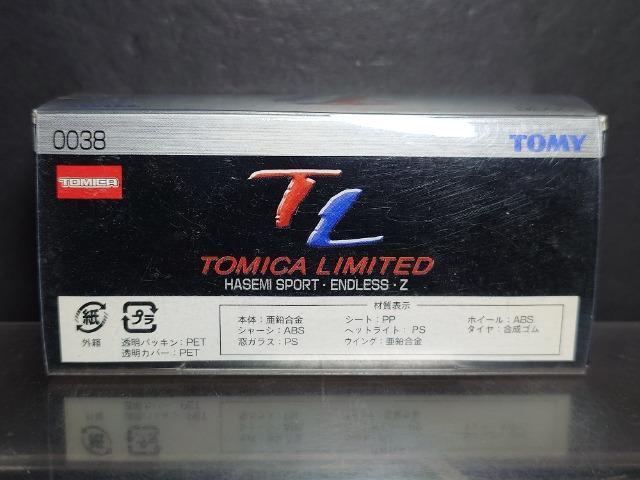 0038
TOMY
TOMICA
TL
TOMICA LIMITED
HASEMI SPORT・ENDLESS・Z
紙
外箱
プラ
透明パッキン：PET
透明カバー：PET
材質表示
本体：亜鉛合金 シート：PP ホイール：ABS
シャーシ：ABS ヘッドライト：PS タイヤ：合成ゴム
窓ガラス：PS ウイング：亜鉛合金